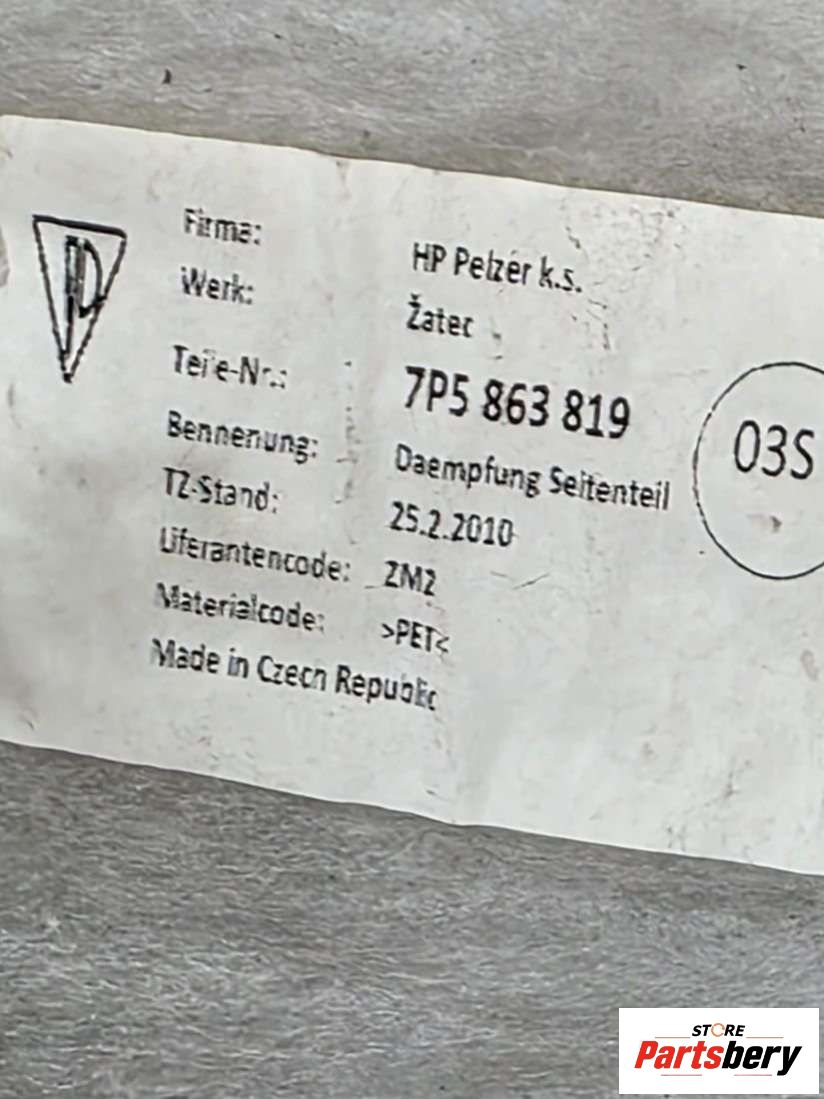 Firma: HP Pelzer k.s.
Werk: Žatec
Teile-Nr.: 7P5 863 819
03S
Bennenung: Daempfung Seitenteil
TZ-Stand: 25.2.2010
Liferantencode: ZM2
Materialcode: >PET<
Made in Czech Republic
STORE
Partsbery